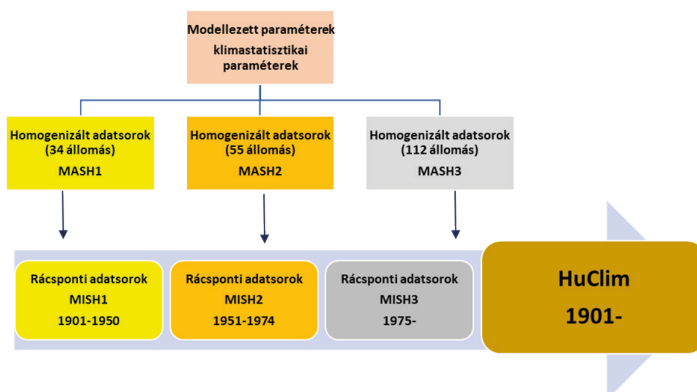 Modellezett paraméterek
klimastatisztikai
paraméterek
Homogenizált adatsorok
(34 állomás)
MASH1
Homogenizált adatsorok
(55 állomás)
MASH2
Homogenizált adatsorok
(112 állomás)
MASH3
Rácsponti adatsorok
MISH1
1901-1950
Rácsponti adatsorok
MISH2
1951-1974
Rácsponti adatsorok
MISH3
1975-
HuClim
1901-